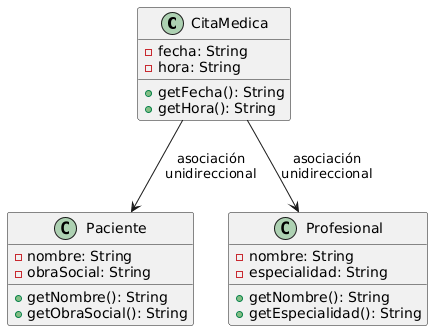 C CitaMedica
fecha: String
hora: String
getFecha(): String
getHora(): String
asociación
unidireccional
asociación
unidireccional
C Paciente
nombre: String
obraSocial: String
getNombre(): String
getObraSocial(): String
C Profesional
nombre: String
especialidad: String
getNombre(): String
getEspecialidad(): String